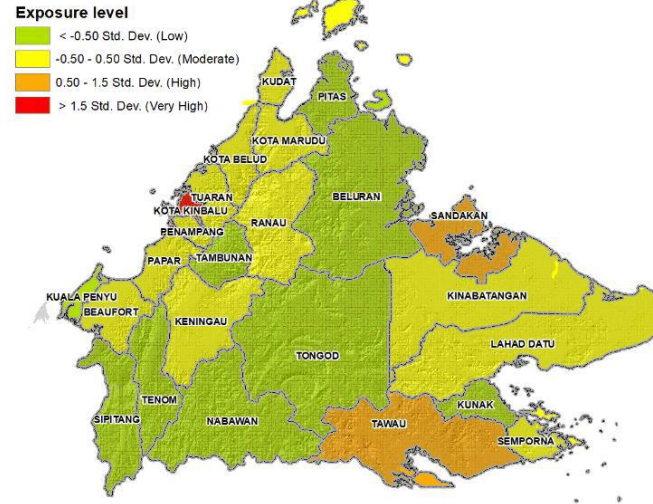 Exposure level
< -0.50 Std. Dev. (Low)
-0.50 - 0.50 Std. Dev. (Moderate)
0.50 - 1.5 Std. Dev. (High)
> 1.5 Std. Dev. (Very High)
KUDAT
PITAS
KOTA MARUDU
KOTA BELUD
TUARAN
BELURAN
KOTA KINBALU
SANDAKAN
RANAU
PENAMPANG
TAMBUNAN
PAPAR
KUALA PENYU
KINABATANGAN
BEAUFORT
KENINGAU
LAHAD DATU
TONGOD
TENOM
KUNAK
SIPITANG
NABAWAN
TAWAU
SEMPORNA